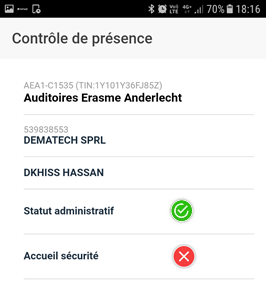 70% 18:16
Contrôle de présence
AEA1-C1535 (TIN:1Y101Y36FJ85Z)
Auditoires Erasme Anderlecht
539838553
DEMATECH SPRL
DKHISS HASSAN
Statut administratif
Accueil sécurité